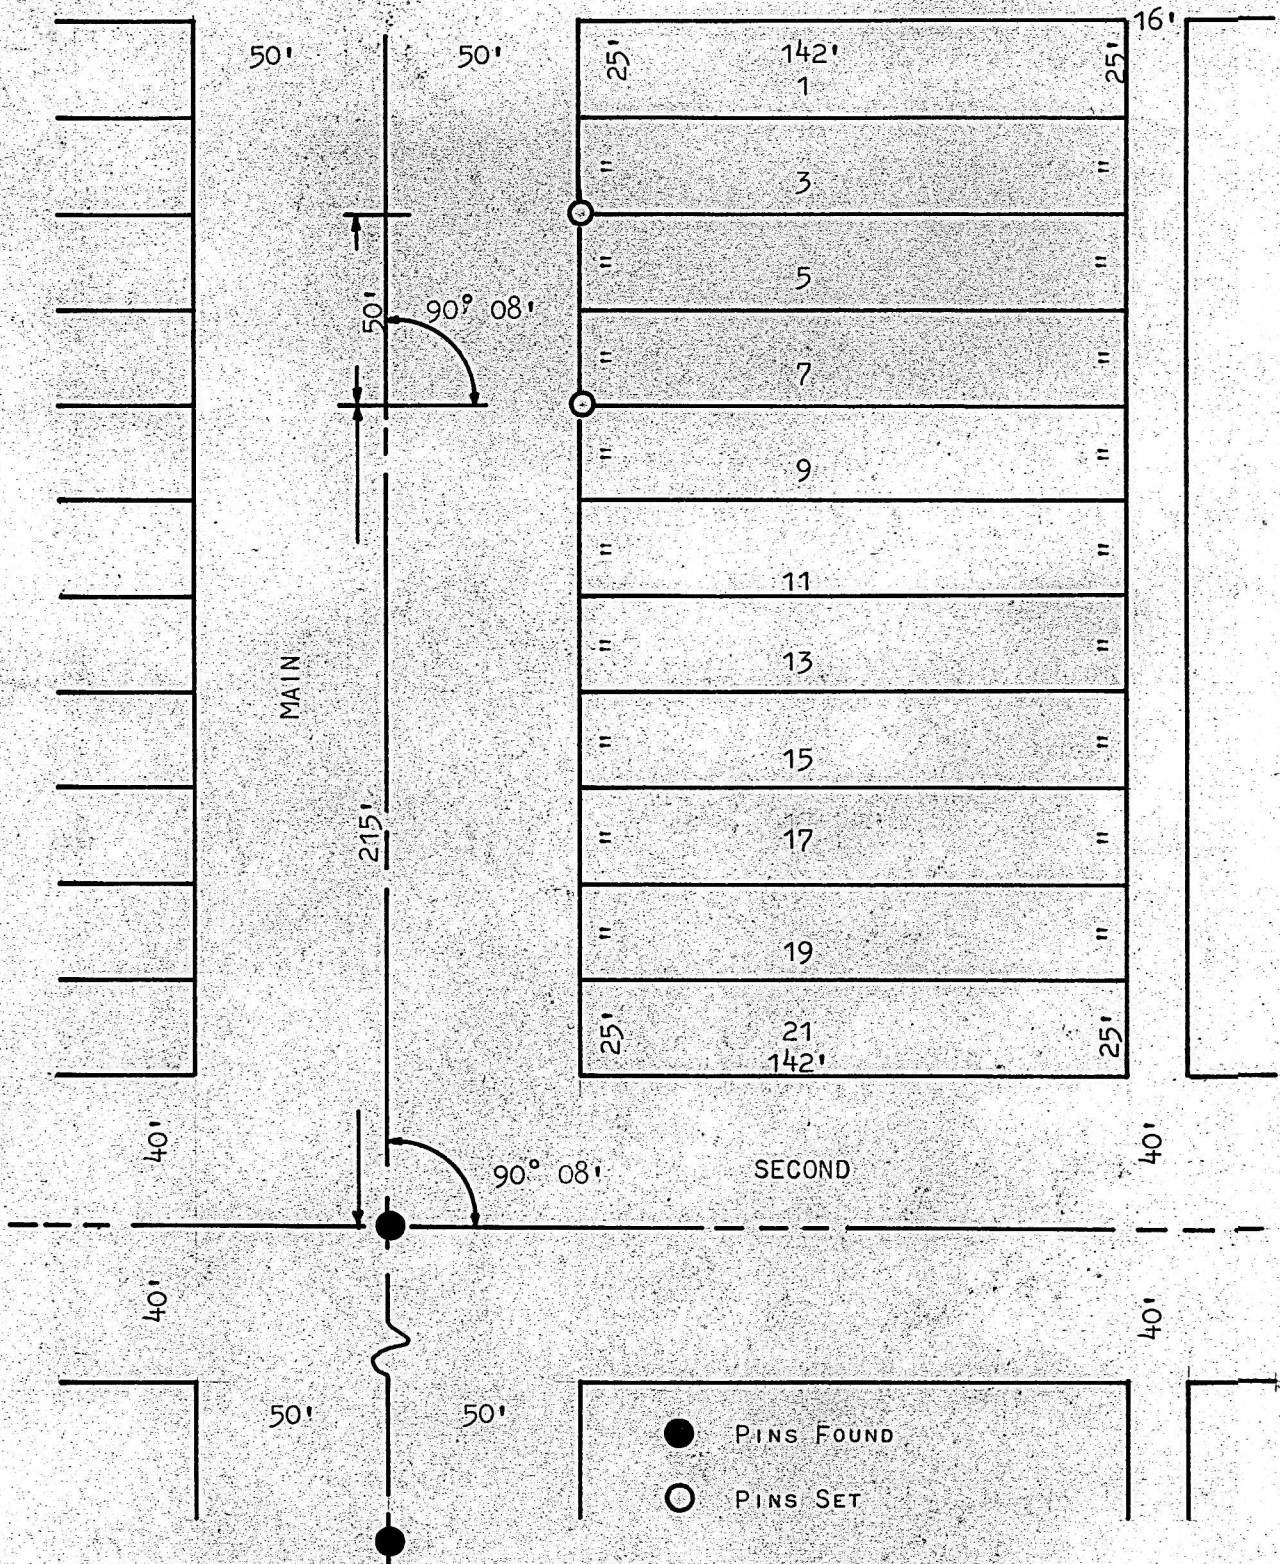 50' 50' 25' 142' 25' 16'
1
" 3 "
" 5 "
50' 90° 08'
" 7 "
" 9 "
" 11 "
" 13 "
MAIN
" 15 "
215' " 17 "
" 19 "
25' 21 25'
142'
40' 90° 08' SECOND 40'
40' 40'
50' 50'
PINS FOUND
PINS SET